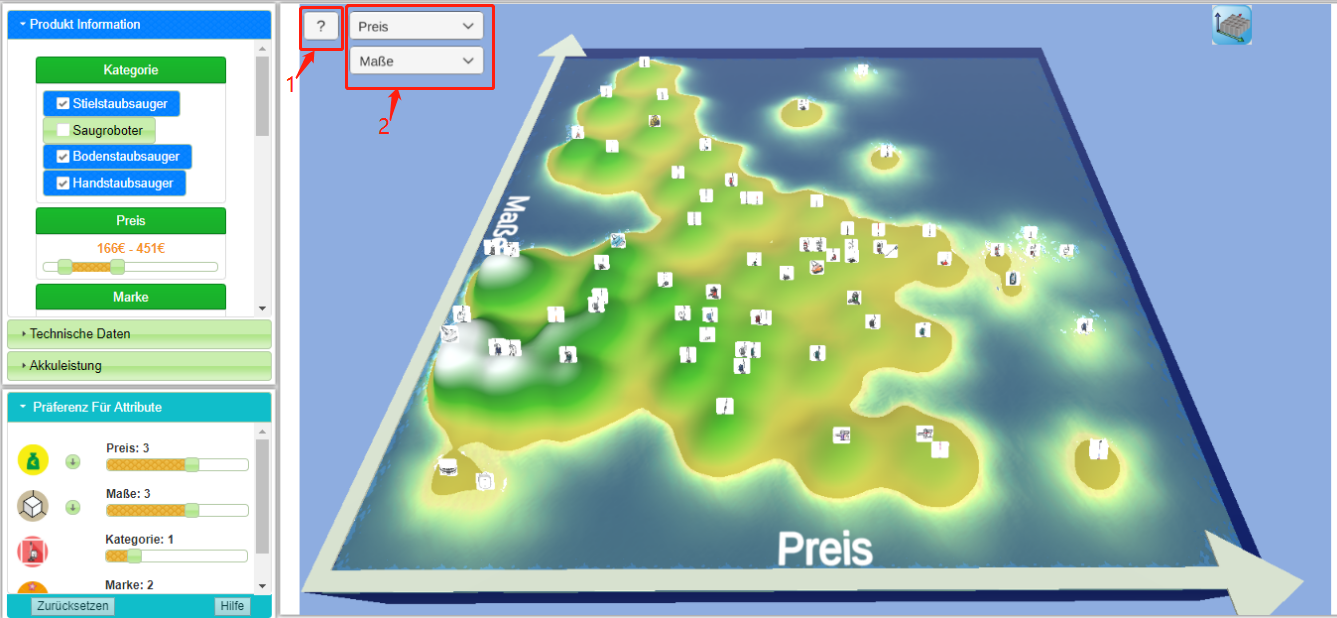 Produkt Information
Kategorie
Stielstaubsauger
Saugroboter
Bodenstaubsauger
Handstaubsauger
Preis
166€ - 451€
Marke
Technische Daten
Akkuleistung
Präferenz Für Attribute
Preis: 3
Maße: 3
Kategorie: 1
Marke: 2
Zurücksetzen
Hilfe
?
Preis
Maße
1
2
Maße
Preis